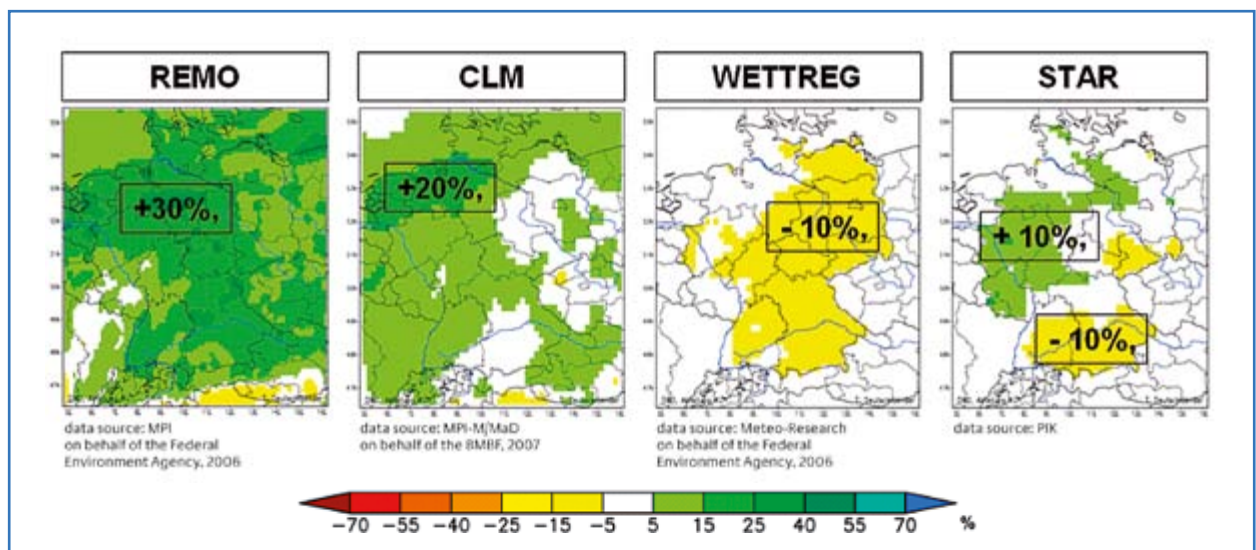 REMO
CLM
WETTREG
STAR
+30%,
+20%,
- 10%,
+ 10%,
- 10%,
data source: MPI
on behalf of the Federal
Environment Agency, 2006
data source: MPI-M/MaD
on behalf of the BMBF, 2007
data source: Meteo-Research
on behalf of the Federal
Environment Agency, 2006
data source: PIK
−70 −55 −40 −25 −15 −5 5 15 25 40 55 70 %